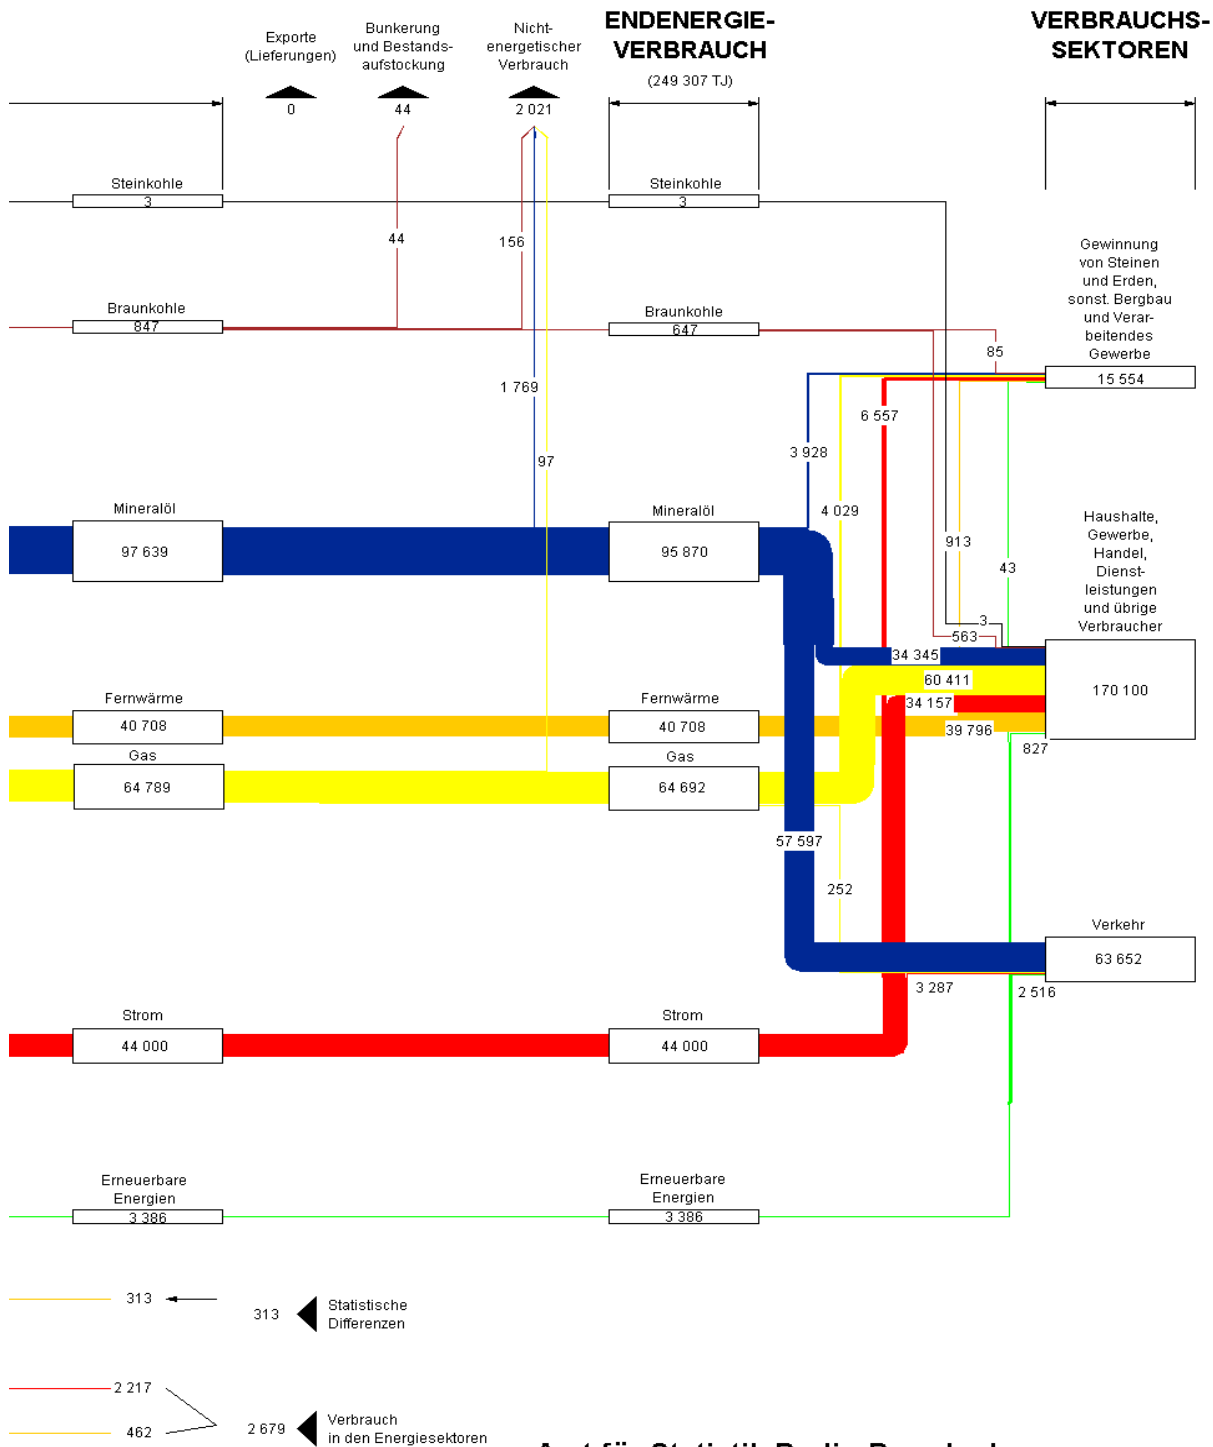 Exporte
(Lieferungen)
0
Bunkerung
und Bestands-
aufstockung
44
Nicht-
energetischer
Verbrauch
2 021
ENDENERGIE-
VERBRAUCH
(249 307 TJ)
VERBRAUCHS-
SEKTOREN
Steinkohle
3
Steinkohle
3
44
156
Braunkohle
847
Braunkohle
647
85
Gewinnung
von Steinen
und Erden,
sonst. Bergbau
und Verar-
beitendes
Gewerbe
15 554
1 769
97
6 557
3 928
4 029
913
43
Mineralöl
97 639
Mineralöl
95 870
Haushalte,
Gewerbe,
Handel,
Dienst-
leistungen
und übrige
Verbraucher
170 100
3
563
34 345
60 411
34 157
39 796
827
Fernwärme
40 708
Fernwärme
40 708
Gas
64 789
Gas
64 692
57 597
252
Verkehr
63 652
3 287
2 516
Strom
44 000
Strom
44 000
Erneuerbare
Energien
3 386
Erneuerbare
Energien
3 386
313
313
Statistische
Differenzen
2 217
462
2 679
Verbrauch
in den Energiesektoren